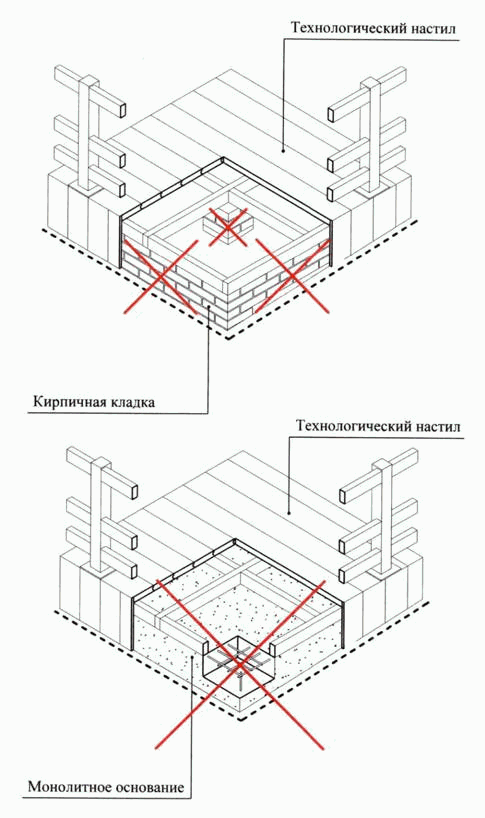 Технологический настил
Кирпичная кладка
Технологический настил
Монолитное основание